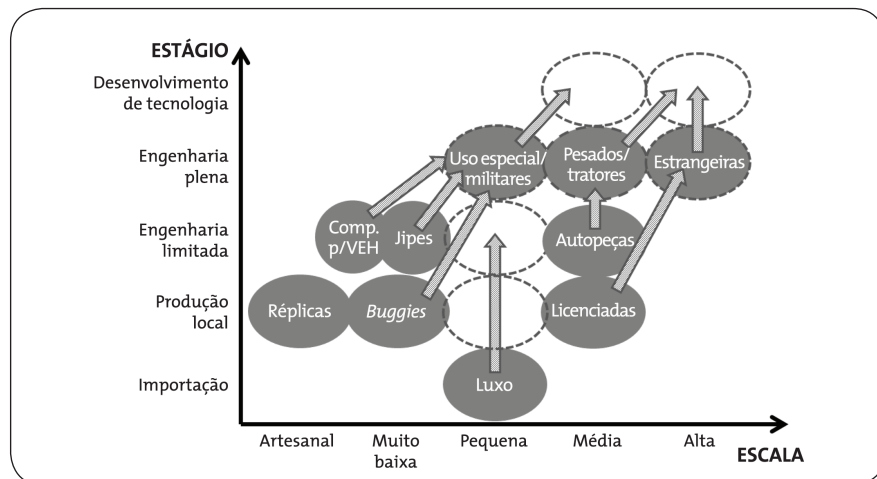 ESTÁGIO
Desenvolvimento
de tecnologia
Engenharia
plena
Uso especial/
militares
Pesados/
tratores
Estrangeiras
Engenharia
limitada
Comp.
p/VEH
Jipes
Autopeças
Produção
local
Réplicas
Buggies
Licenciadas
Importação
Luxo
Artesanal
Muito
baixa
Pequena
Média
Alta
ESCALA